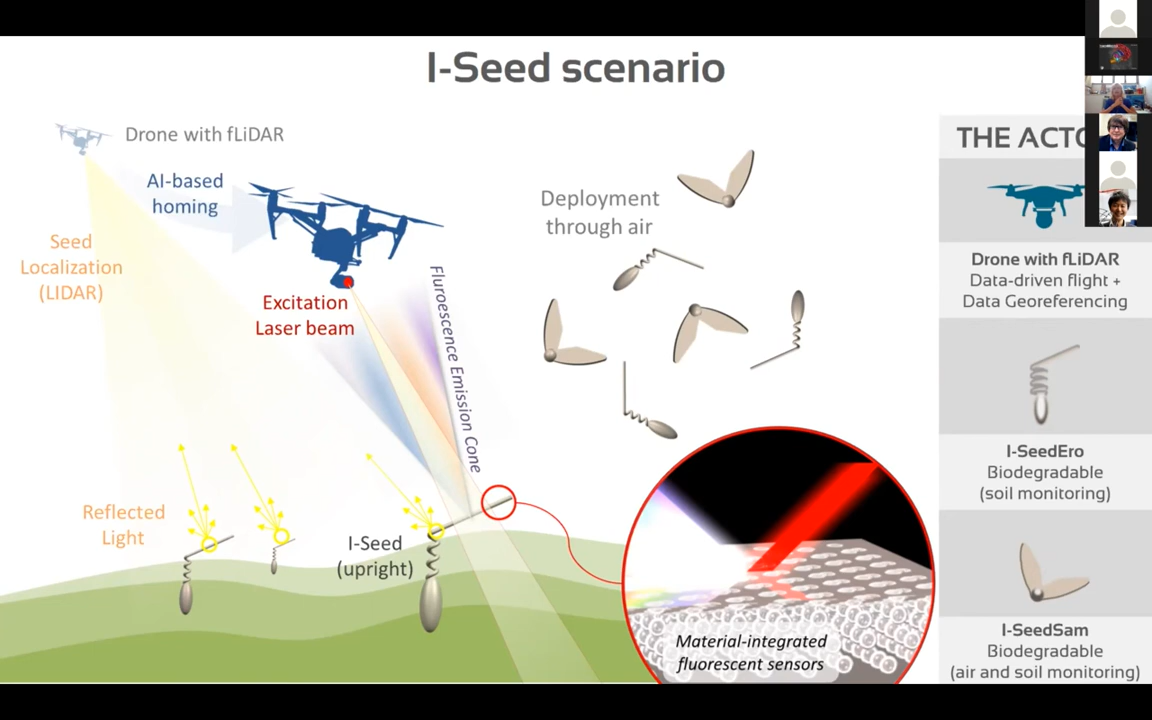 I-Seed scenario
Drone with fLiDAR
AI-based
homing
Seed
Localization
(LIDAR)
Excitation
Laser beam
Fluroescence Emission Cone
Deployment
through air
Reflected
Light
I-Seed
(upright)
Material-integrated
fluorescent sensors
THE ACTO
Drone with fLiDAR
Data-driven flight +
Data Georeferencing
I-SeedEro
Biodegradable
(soil monitoring)
I-SeedSam
Biodegradable
(air and soil monitoring)